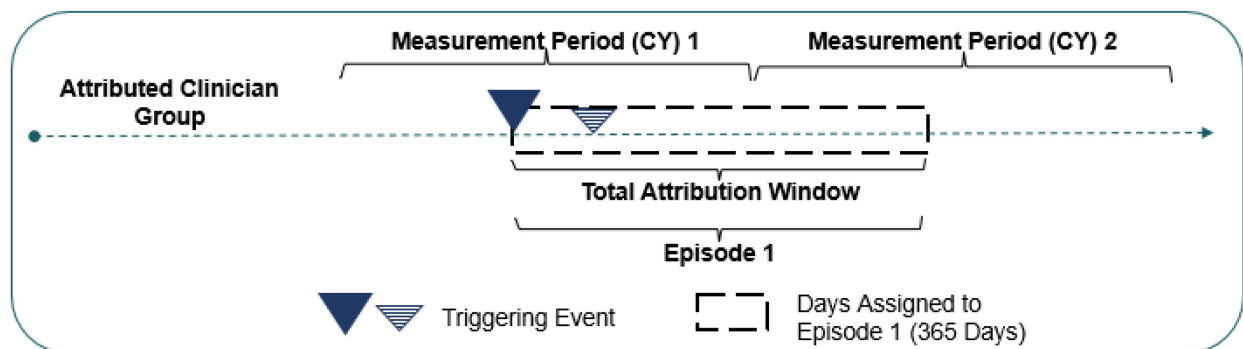 Measurement Period (CY) 1
Measurement Period (CY) 2
Attributed Clinician
Group
Total Attribution Window
Episode 1
Triggering Event
Days Assigned to
Episode 1 (365 Days)